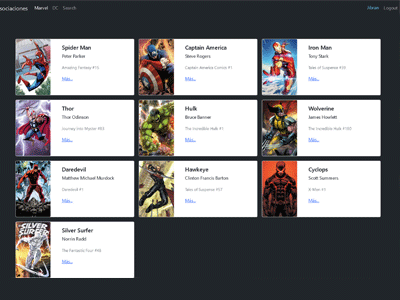 sociaciones Marvel DC Search Logout
Spider Man
Peter Parker
Amazing Fantasy #15
Más...
Captain America
Steve Rogers
Captain America Comics #1
Más...
Iron Man
Tony Stark
Tales of Suspense #39
Más...
Thor
Thor Odinson
Journey Into Mystery #83
Más...
Hulk
Bruce Banner
The Incredible Hulk #1
Más...
Wolverine
James Howlett
The Incredible Hulk #180
Más...
Daredevil
Matthew Michael Murdock
Daredevil #1
Más...
Hawkeye
Clinton Francis Barton
Tales of Suspense #57
Más...
Cyclops
Scott Summers
X-Men #1
Más...
SILVER SURFER
Silver Surfer
Norrin Radd
The Fantastic Four #48
Más...